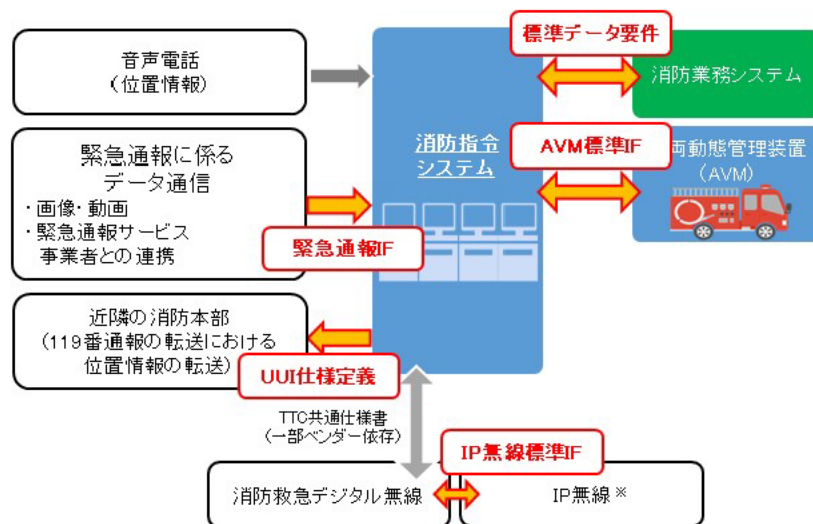 音声電話
(位置情報)
標準データ要件
消防業務システム
緊急通報に係る
データ通信
・画像・動画
・緊急通報サービス
事業者との連携
消防指令
システム
AVM標準IF
両動態管理装置
(AVM)
緊急通報IF
近隣の消防本部
(119番通報の転送における
位置情報の転送)
UUI仕様定義
TTC共通仕様書
(一部ベンダー依存)
IP無線標準IF
消防救急デジタル無線
IP無線※